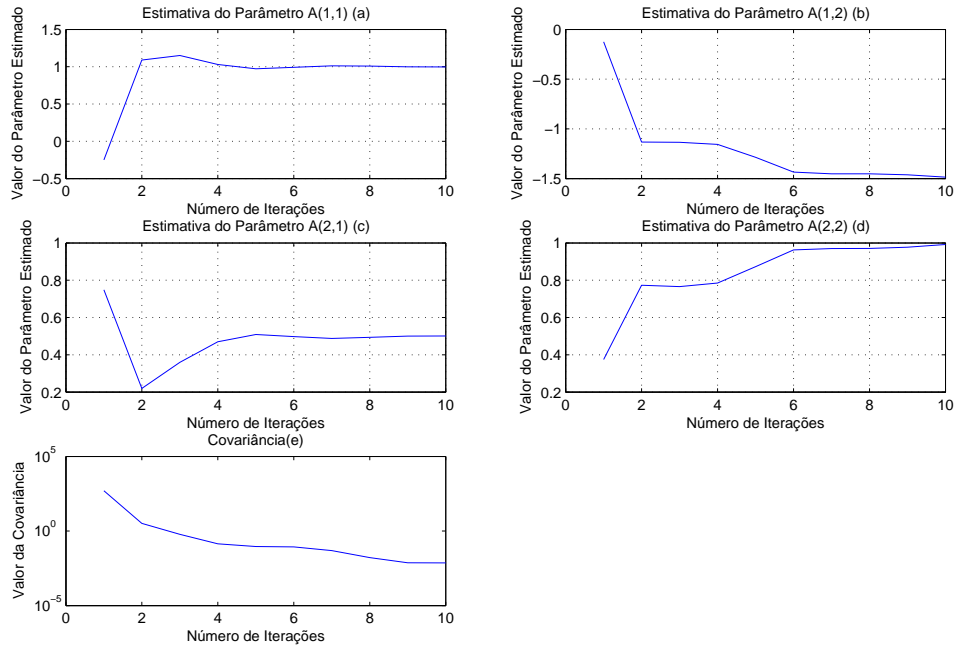 Estimativa do Parâmetro A(1,1) (a)
Valor do Parâmetro Estimado
1.5
1
0.5
0
−0.5
0 2 4 6 8 10
Número de Iterações
Estimativa do Parâmetro A(1,2) (b)
Valor do Parâmetro Estimado
0
−0.5
−1
−1.5
0 2 4 6 8 10
Número de Iterações
Estimativa do Parâmetro A(2,1) (c)
Valor do Parâmetro Estimado
1
0.8
0.6
0.4
0.2
0 2 4 6 8 10
Número de Iterações
Estimativa do Parâmetro A(2,2) (d)
Valor do Parâmetro Estimado
1
0.8
0.6
0.4
0.2
0 2 4 6 8 10
Número de Iterações
Covariância(e)
Valor da Covariância
10^5
10^0
10^−5
0 2 4 6 8 10
Número de Iterações